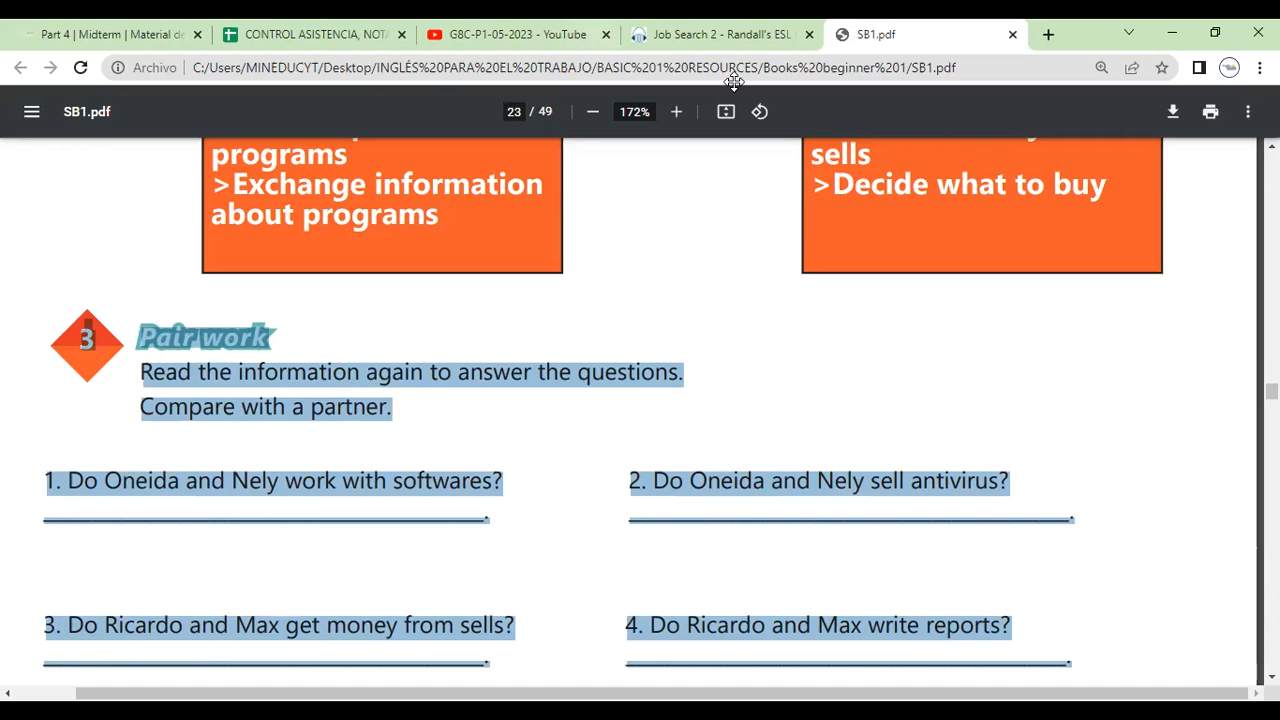 Part 4 | Midterm | Material de
CONTROL ASISTENCIA, NOTA
G8C-P1-05-2023 - YouTube
Job Search 2 - Randall's ESL
SB1.pdf
Archivo
C:/Users/MINEDUCYT/Desktop/INGLÉS%20PARA%20EL%20TRABAJO/BASIC%201%20RESOURCES/Books%20beginner%201/SB1.pdf
SB1.pdf
23 / 49
172%
programs
>Exchange information
about programs
sells
>Decide what to buy
3
Pair work
Read the information again to answer the questions.
Compare with a partner.
1. Do Oneida and Nely work with softwares?
2. Do Oneida and Nely sell antivirus?
3. Do Ricardo and Max get money from sells?
4. Do Ricardo and Max write reports?